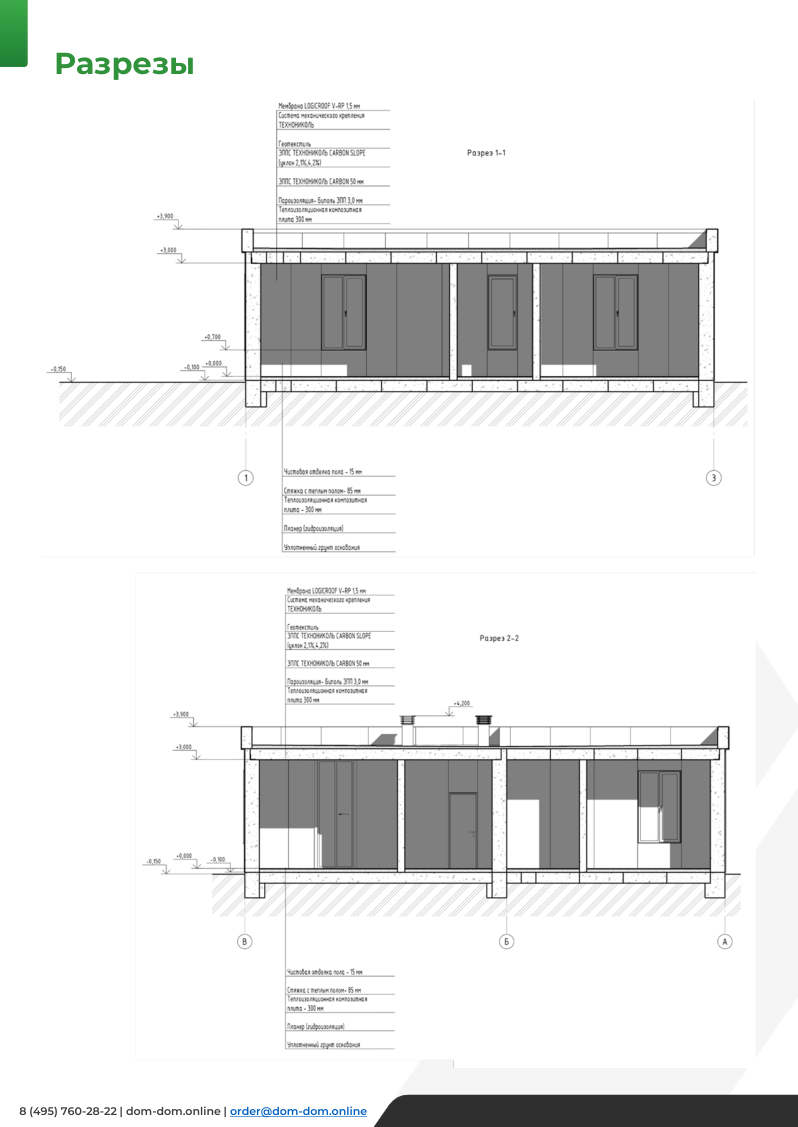 Разрезы
Мембрана LOGICROOF V-RP 1,5 мм
Система механического крепления
ТЕХНОНИКОЛЬ
Геотекстиль
ЭППС ТЕХНОНИКОЛЬ CARBON SLOPE
(уклон 2,1%,4,2%)
ЭППС ТЕХНОНИКОЛЬ CARBON 50 мм
Пароизоляция- Биполь ЭПП 3,0 мм
Теплоизоляционная композитная
плита 300 мм
Разрез 1-1
+3,900
+3,000
+0,700
+0,000
-0,100
-0,150
1
3
Чистовая отделка пола - 15 мм
Стяжка с теплым полом- 85 мм
Теплоизоляционная композитная
плита - 300 мм
Планер (гидроизоляция)
Уплотненный грунт основания
Мембрана LOGICROOF V-RP 1,5 мм
Система механического крепления
ТЕХНОНИКОЛЬ
Геотекстиль
ЭППС ТЕХНОНИКОЛЬ CARBON SLOPE
(уклон 2,1%,4,2%)
ЭППС ТЕХНОНИКОЛЬ CARBON 50 мм
Пароизоляция- Биполь ЭПП 3,0 мм
Теплоизоляционная композитная
плита 300 мм
Разрез 2-2
+4,200
+3,900
+3,000
+0,000
-0,100
-0,150
В
Б
А
Чистовая отделка пола - 15 мм
Стяжка с теплым полом- 85 мм
Теплоизоляционная композитная
плита - 300 мм
Планер (гидроизоляция)
Уплотненный грунт основания
8 (495) 760-28-22 | dom-dom.online | order@dom-dom.online